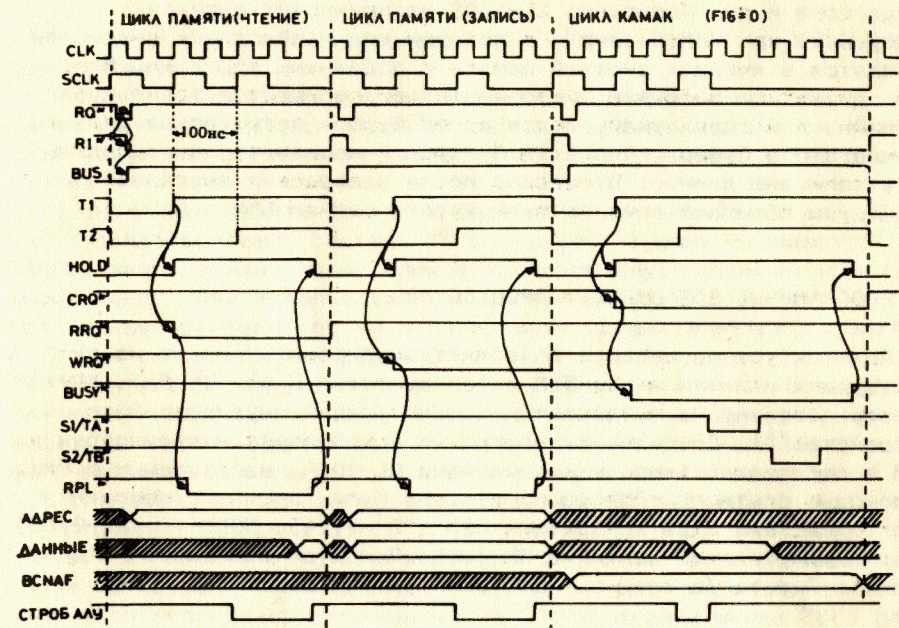 ЦИКЛ ПАМЯТИ(ЧТЕНИЕ) ЦИКЛ ПАМЯТИ (ЗАПИСЬ) ЦИКЛ КАМАК (F16=0)
CLK
SCLK
RQ
100нс
R1
BUS
T1
T2
HOLD
CRQ
RRQ
WRQ
BUSY
S1/TA
S2/TB
RPL
АДРЕС
ДАННЫЕ
BCNAF
СТРОБ АЛУ